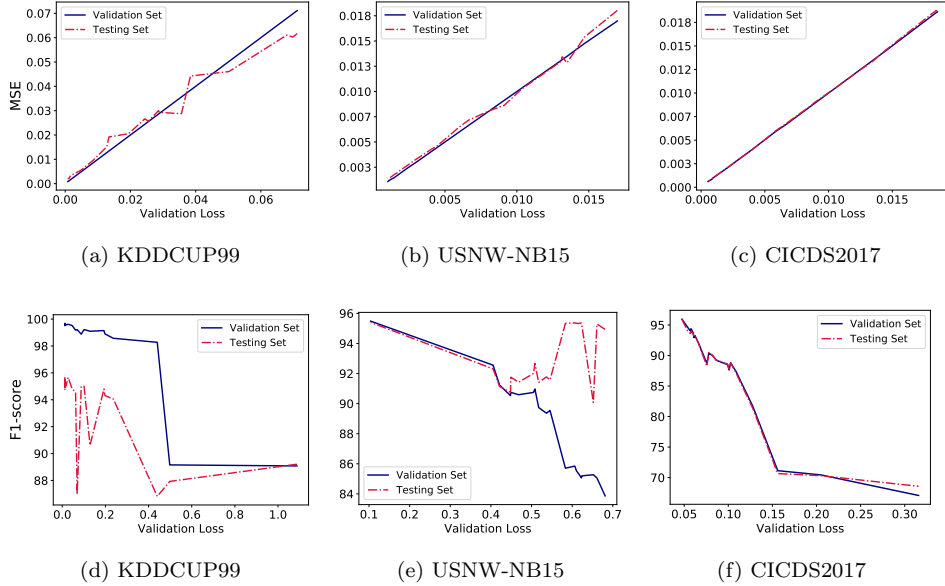 MSE
0.07
0.06
0.05
0.04
0.03
0.02
0.01
0.00
Validation Set
Testing Set
0.00 0.02 0.04 0.06
Validation Loss
(a) KDDCUP99
0.018
0.015
0.013
0.010
0.007
0.005
0.003
Validation Set
Testing Set
0.005 0.010 0.015
Validation Loss
(b) USNW-NB15
0.018
0.015
0.012
0.010
0.007
0.005
0.003
0.000
Validation Set
Testing Set
0.000 0.005 0.010 0.015
Validation Loss
(c) CICDS2017
F1-score
100
98
96
94
92
90
88
Validation Set
Testing Set
0.0 0.2 0.4 0.6 0.8 1.0
Validation Loss
(d) KDDCUP99
96
94
92
90
88
86
84
Validation Set
Testing Set
0.1 0.2 0.3 0.4 0.5 0.6 0.7
Validation Loss
(e) USNW-NB15
95
90
85
80
75
70
Validation Set
Testing Set
0.05 0.10 0.15 0.20 0.25 0.30
Validation Loss
(f) CICDS2017